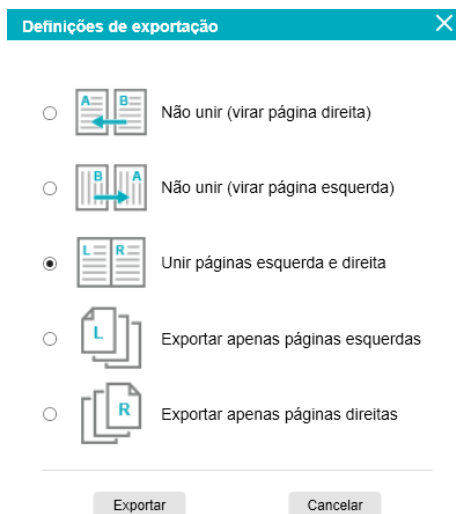 Definições de exportação
A B
Não unir (virar página direita)
B A
Não unir (virar página esquerda)
L R
Unir páginas esquerda e direita
L
Exportar apenas páginas esquerdas
R
Exportar apenas páginas direitas
Exportar Cancelar